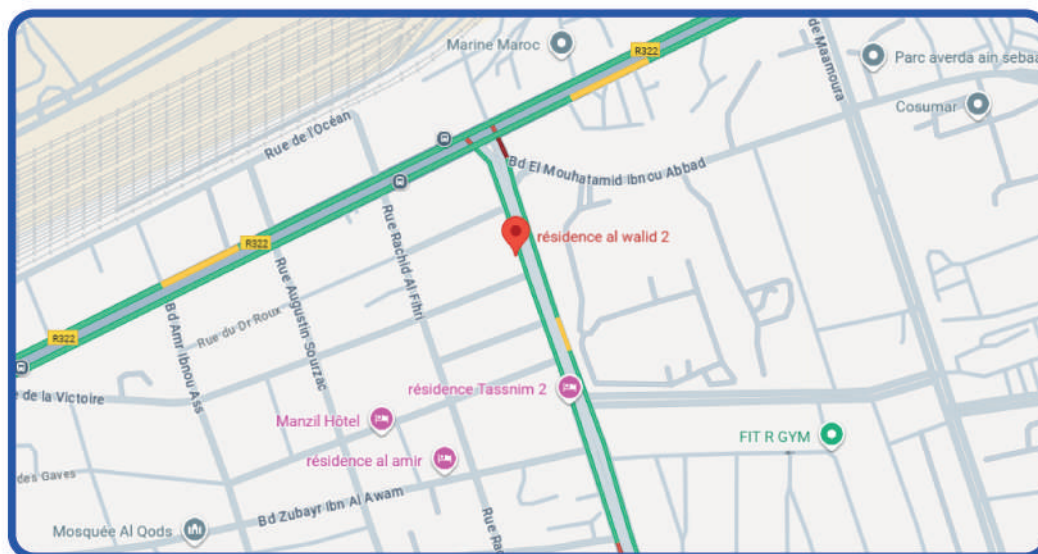 Marine Maroc
R322
de Maamoura
Parc averda ain sebaa
Cosumar
Rue de l'Océan
Bd El Mouhatamid Ibnou Abbad
résidence al walid 2
R322
Rue Rachid Al Fihri
Rue Augustin Sourzac
Rue du Dr Roux
Bd Amr Ibnou Ass
R322
e de la Victoire
résidence Tassnim 2
Manzil Hôtel
FIT R GYM
résidence al amir
des Gaves
Bd Zubayr Ibn Al Awam
Mosquée Al Qods
Rue Rac